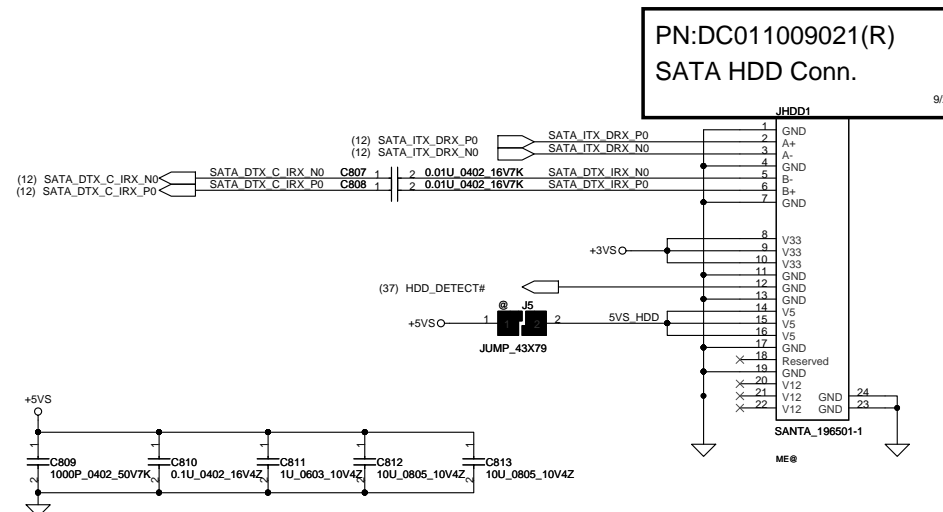 PN:DC011009021(R)
SATA HDD Conn.
9/
JHDD1
(12) SATA_ITX_DRX_P0 SATA_ITX_DRX_P0 1 GND
(12) SATA_ITX_DRX_N0 SATA_ITX_DRX_N0 2 A+
3 A-
4 GND
(12) SATA_DTX_C_IRX_N0 SATA_DTX_C_IRX_N0 C807 1 2 0.01U_0402_16V7K SATA_DTX_IRX_N0 5 B-
(12) SATA_DTX_C_IRX_P0 SATA_DTX_C_IRX_P0 C808 1 2 0.01U_0402_16V7K SATA_DTX_IRX_P0 6 B+
7 GND
8 V33
+3VS 9 V33
10 V33
11 GND
(37) HDD_DETECT# 12 GND
13 GND
@ J5 14 V5
+5VS 1 1 2 2 5VS_HDD 15 V5
16 V5
JUMP_43X79 17 GND
18 Reserved
19 GND
20 V12
21 V12 GND 24
22 V12 GND 23
SANTA_196501-1
ME@
+5VS
1 1 1 1 1
C809 C810 C811 C812 C813
1000P_0402_50V7K 0.1U_0402_16V4Z 1U_0603_10V4Z 10U_0805_10V4Z 10U_0805_10V4Z
2 2 2 2 2